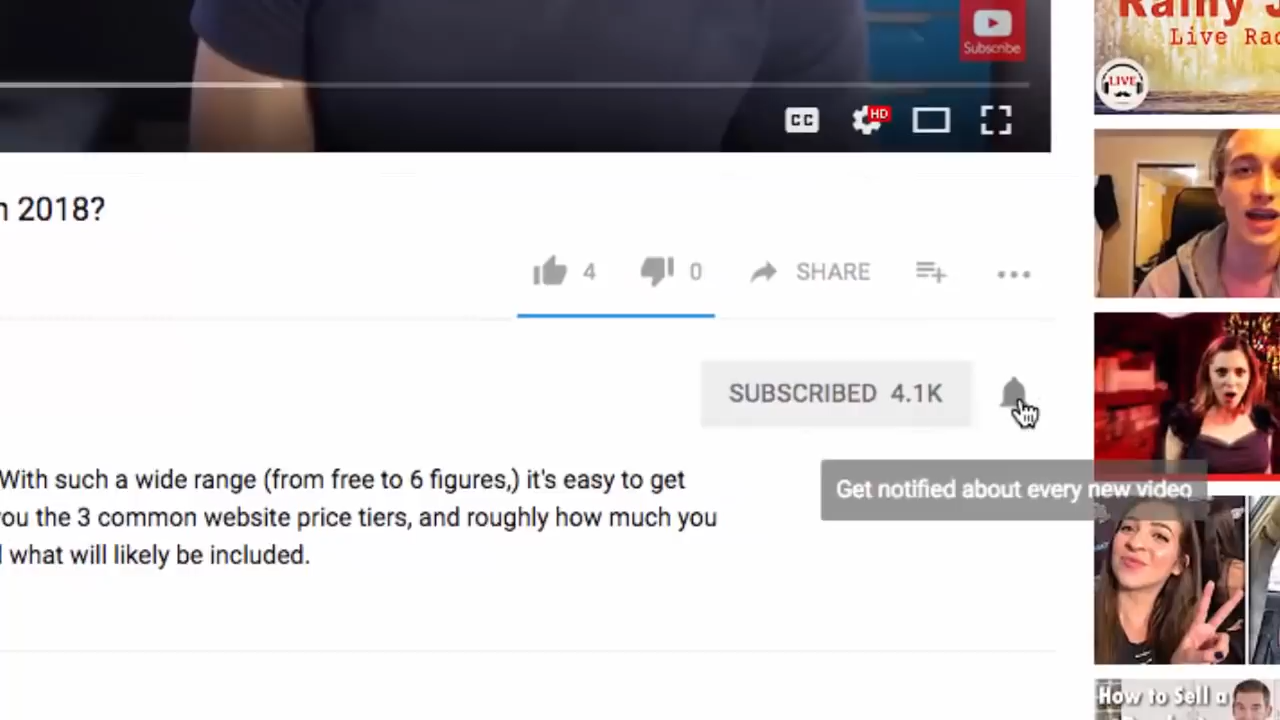 Rainy J
Live Rad
LIVE
Subscribe
CC
HD
n 2018?
4
0
SHARE
SUBSCRIBED 4.1K
With such a wide range (from free to 6 figures,) it's easy to get
Get notified about every new video
ou the 3 common website price tiers, and roughly how much you
what will likely be included.
How to Sell a